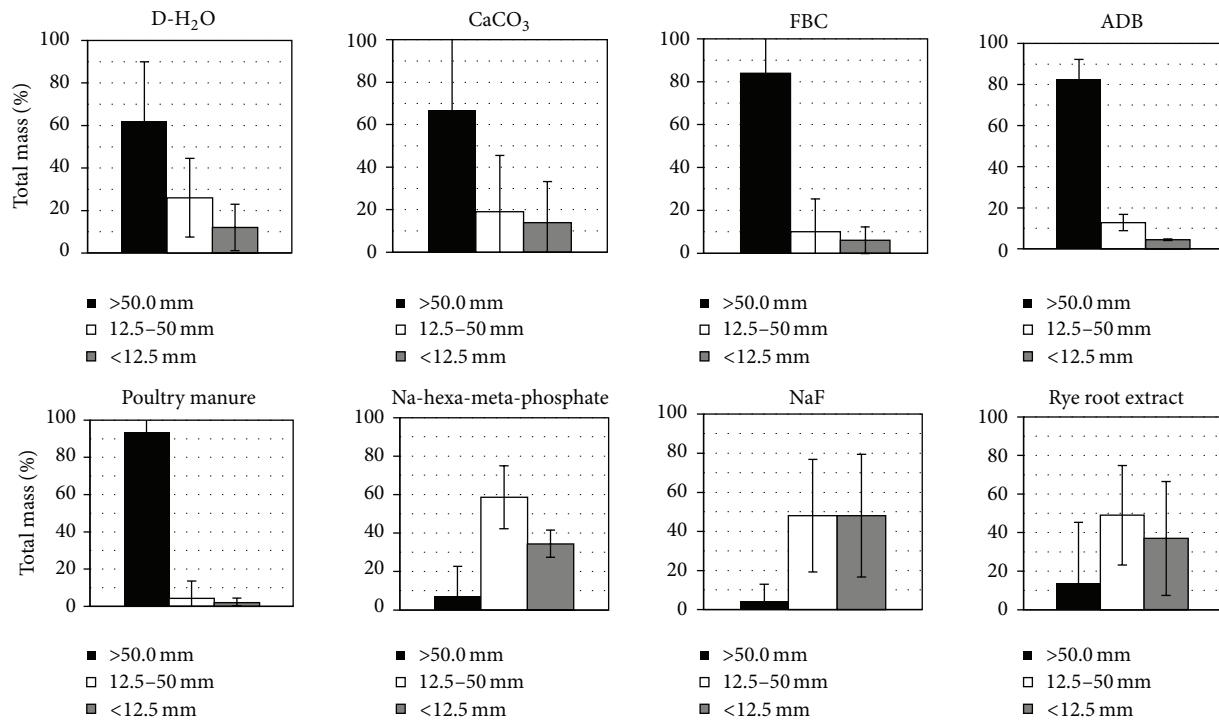 D-H₂O
CaCO₃
FBC
ADB
Total mass (%)
100
80
60
40
20
0
100
80
60
40
20
0
100
80
60
40
20
0
100
80
60
40
20
0
>50.0 mm
12.5–50 mm
<12.5 mm
>50.0 mm
12.5–50 mm
<12.5 mm
>50.0 mm
12.5–50 mm
<12.5 mm
>50.0 mm
12.5–50 mm
<12.5 mm
Poultry manure
Na-hexa-meta-phosphate
NaF
Rye root extract
Total mass (%)
100
80
60
40
20
0
100
80
60
40
20
0
100
80
60
40
20
0
100
80
60
40
20
0
>50.0 mm
12.5–50 mm
<12.5 mm
>50.0 mm
12.5–50 mm
<12.5 mm
>50.0 mm
12.5–50 mm
<12.5 mm
>50.0 mm
12.5–50 mm
<12.5 mm